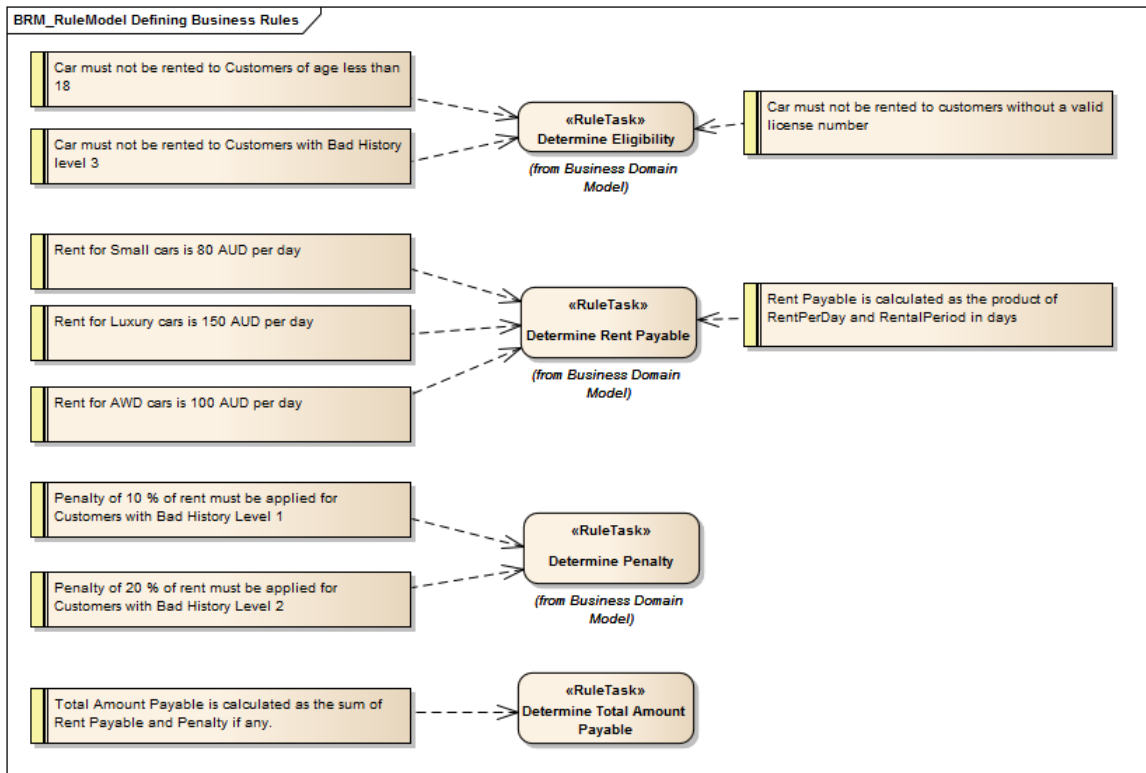 BRM_RuleModel Defining Business Rules
Car must not be rented to Customers of age less than
18
Car must not be rented to Customers with Bad History
level 3
«RuleTask»
Determine Eligibility
(from Business Domain
Model)
Car must not be rented to customers without a valid
license number
Rent for Small cars is 80 AUD per day
Rent for Luxury cars is 150 AUD per day
Rent for AWD cars is 100 AUD per day
«RuleTask»
Determine Rent Payable
(from Business Domain
Model)
Rent Payable is calculated as the product of
RentPerDay and RentalPeriod in days
Penalty of 10 % of rent must be applied for
Customers with Bad History Level 1
Penalty of 20 % of rent must be applied for
Customers with Bad History Level 2
«RuleTask»
Determine Penalty
(from Business Domain
Model)
Total Amount Payable is calculated as the sum of
Rent Payable and Penalty if any.
«RuleTask»
Determine Total Amount
Payable